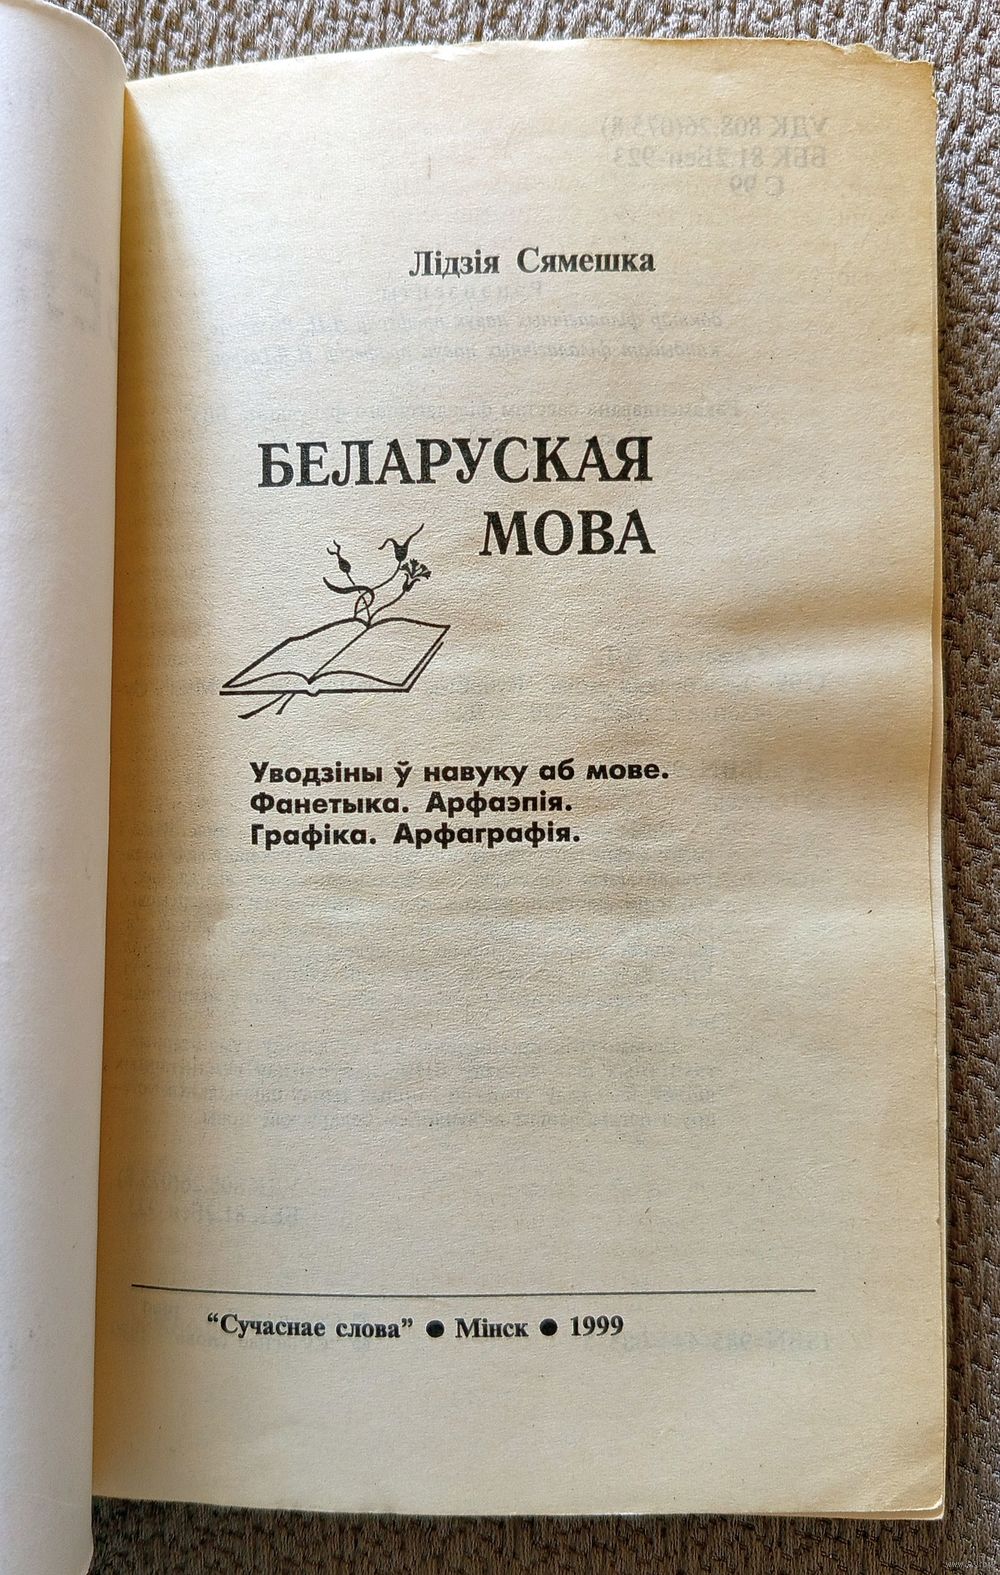 Лідзія Сямешка
БЕЛАРУСКАЯ
МОВА
Уводзіны ў навуку аб мове.
Фанетыка. Арфаэпія.
Графіка. Арфаграфія.
“Сучаснае слова” ● Мінск ● 1999